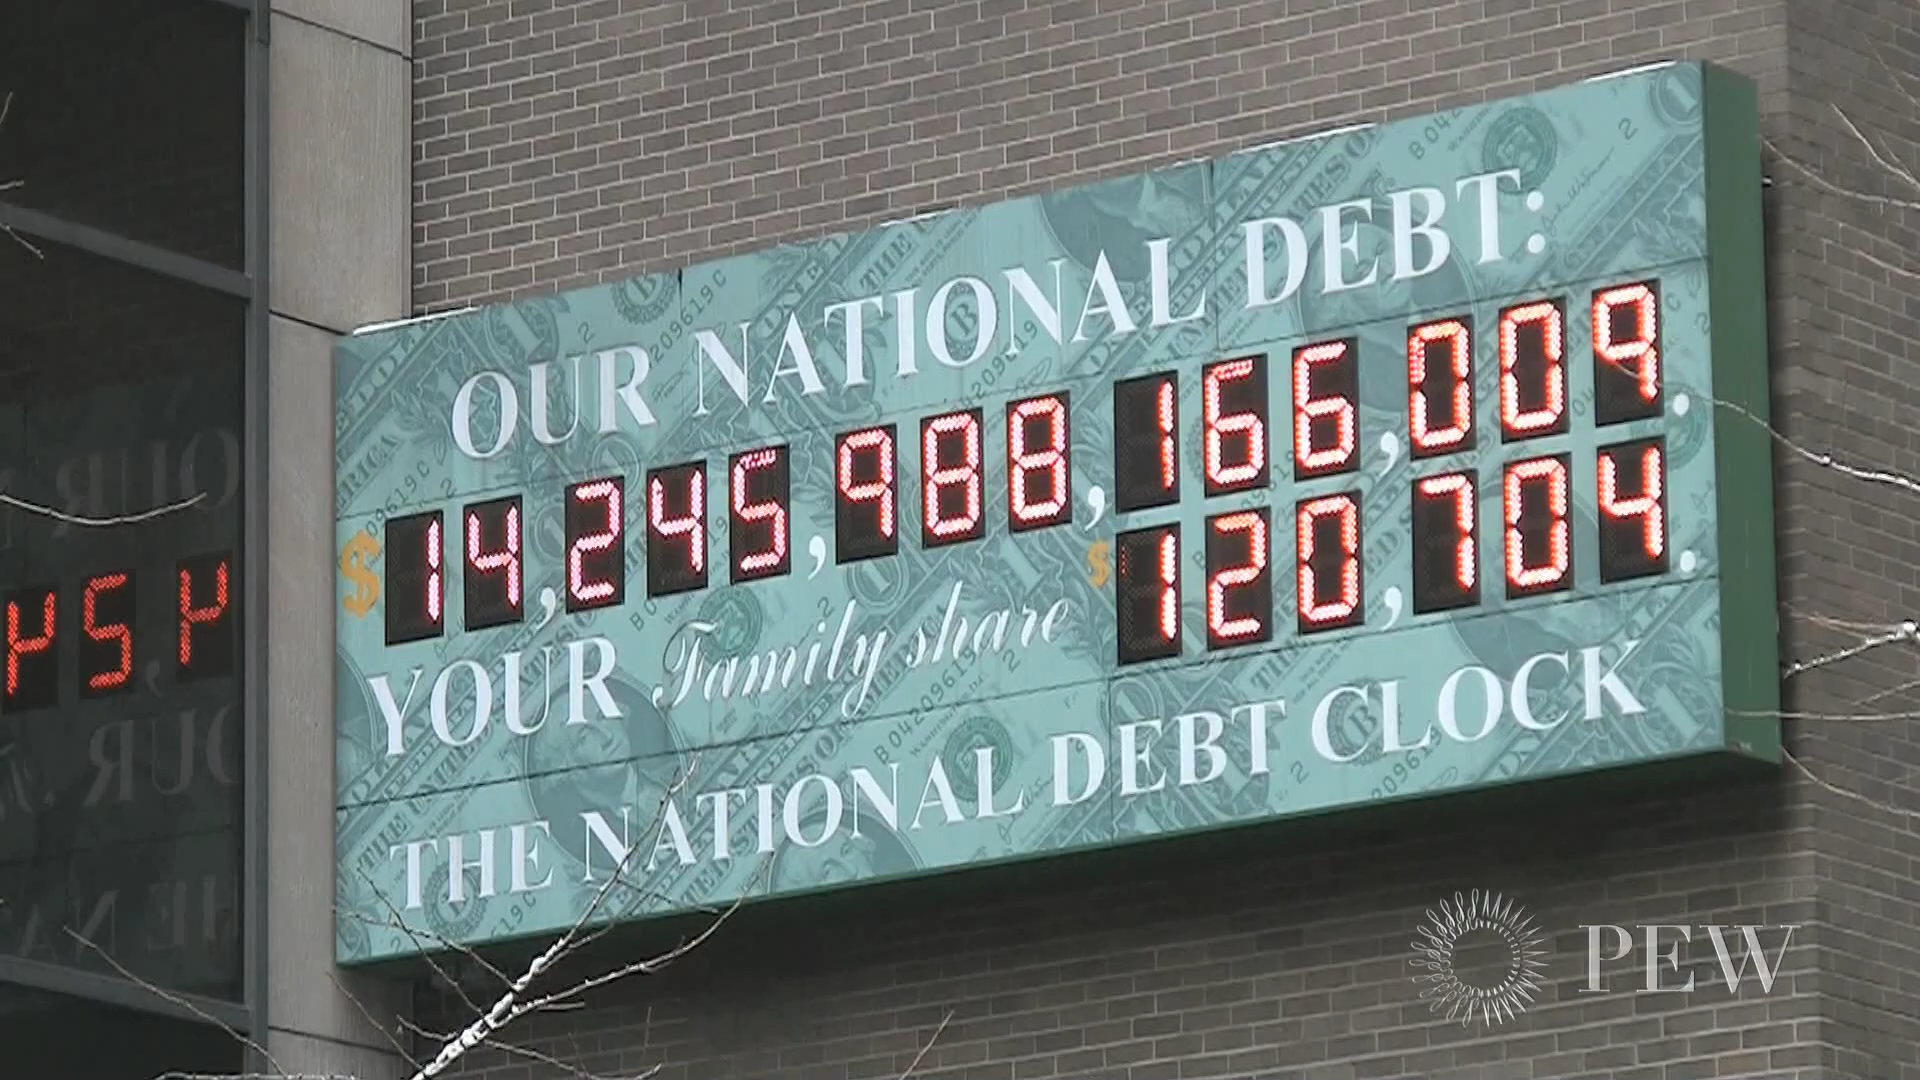 OUR NATIONAL DEBT:
$14,245,988,166,009.
YOUR Family share $120,704.
THE NATIONAL DEBT CLOCK
PEW